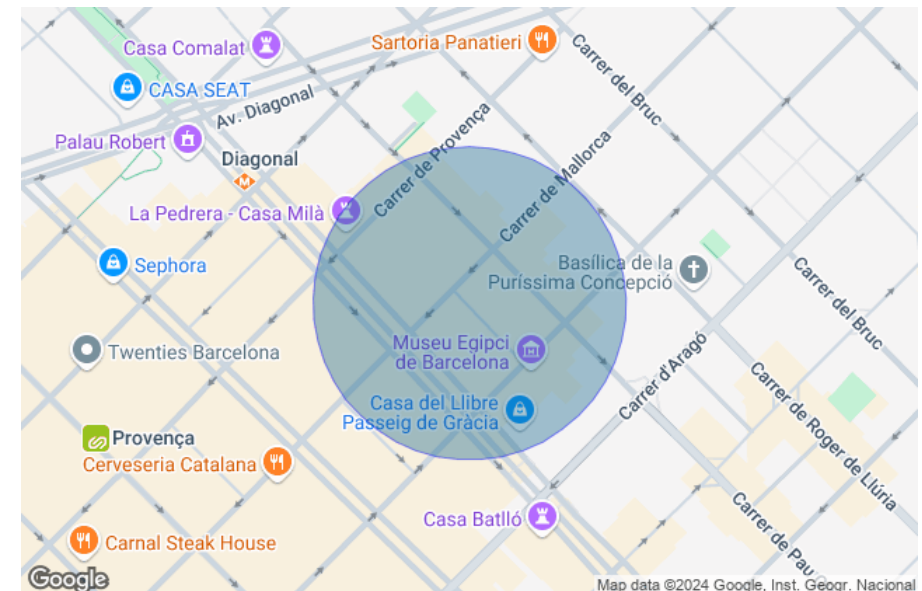 Casa Comalat
Sartoria Panatieri
Carrer del Bruc
CASA SEAT
Av. Diagonal
Palau Robert
Diagonal
M
Carrer de Provença
Carrer de Mallorca
La Pedrera - Casa Milà
Sephora
Basílica de la
Puríssima Concepció
Carrer del Bruc
Museu Egipci
de Barcelona
Twenties Barcelona
Carrer d'Aragó
Casa del Llibre
Passeig de Gràcia
Carrer de Roger de Llúria
Provença
Cerveseria Catalana
Casa Batlló
Carrer de Pau
Carnal Steak House
Google
Map data ©2024 Google, Inst. Geogr. Nacional